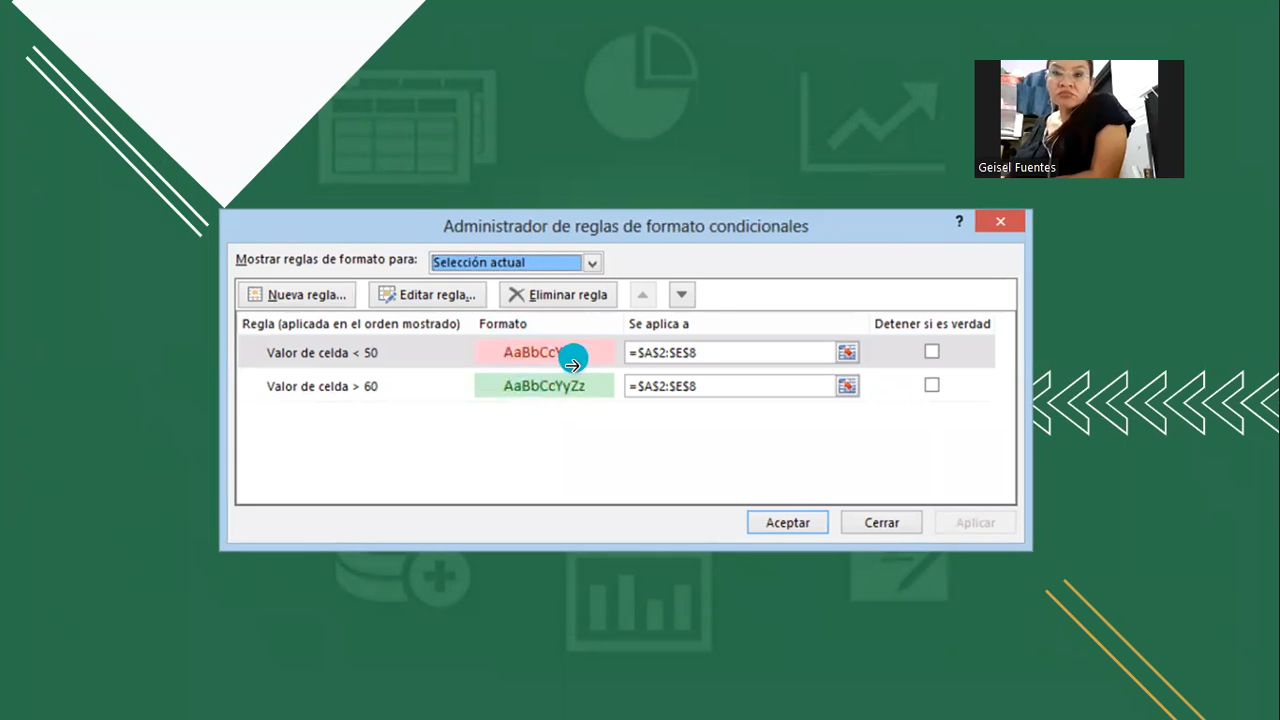 Geisel Fuentes
Administrador de reglas de formato condicionales
?
Mostrar reglas de formato para: Selección actual
Nueva regla... Editar regla... Eliminar regla
Regla (aplicada en el orden mostrado) Formato Se aplica a Detener si es verdad
Valor de celda < 50 AaBbCcY =$A$2:$E$8
Valor de celda > 60 AaBbCcYyZz =$A$2:$E$8
Aceptar Cerrar Aplicar